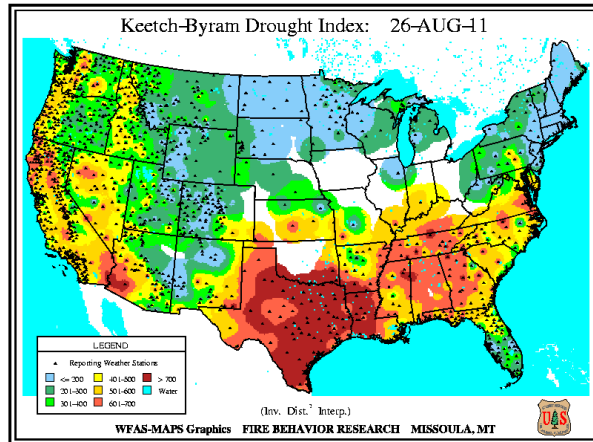 Keetch-Byram Drought Index: 26-AUG-11
LEGEND
Reporting Weather Stations
<= 200 401-500 > 700
201-300 501-600 Water
301-400 601-700
(Inv. Dist.² Interp.)
WFAS-MAPS Graphics FIRE BEHAVIOR RESEARCH MISSOULA, MT
U S